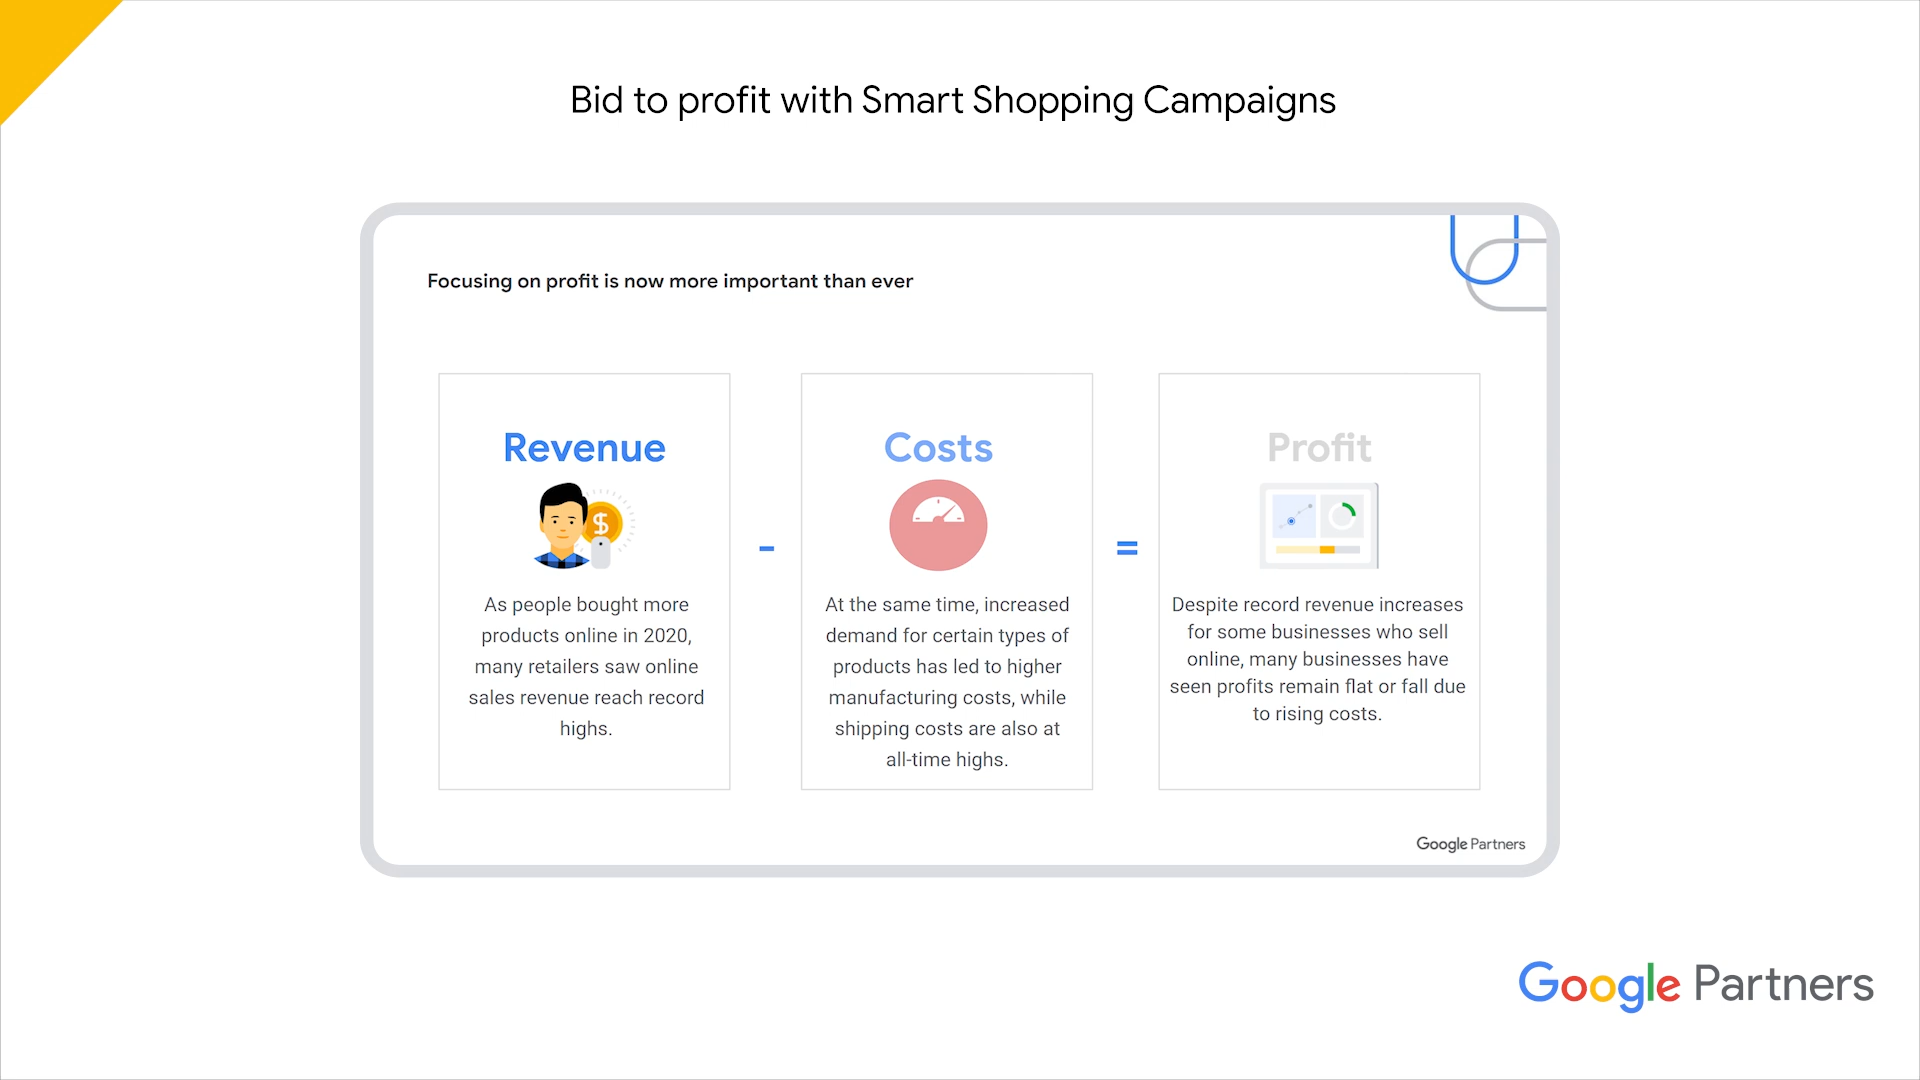 Bid to profit with Smart Shopping Campaigns
Focusing on profit is now more important than ever
Revenue
$
As people bought more
products online in 2020,
many retailers saw online
sales revenue reach record
highs.
-
Costs
At the same time, increased
demand for certain types of
products has led to higher
manufacturing costs, while
shipping costs are also at
all-time highs.
=
Profit
Despite record revenue increases
for some businesses who sell
online, many businesses have
seen profits remain flat or fall due
to rising costs.
Google Partners
Google Partners